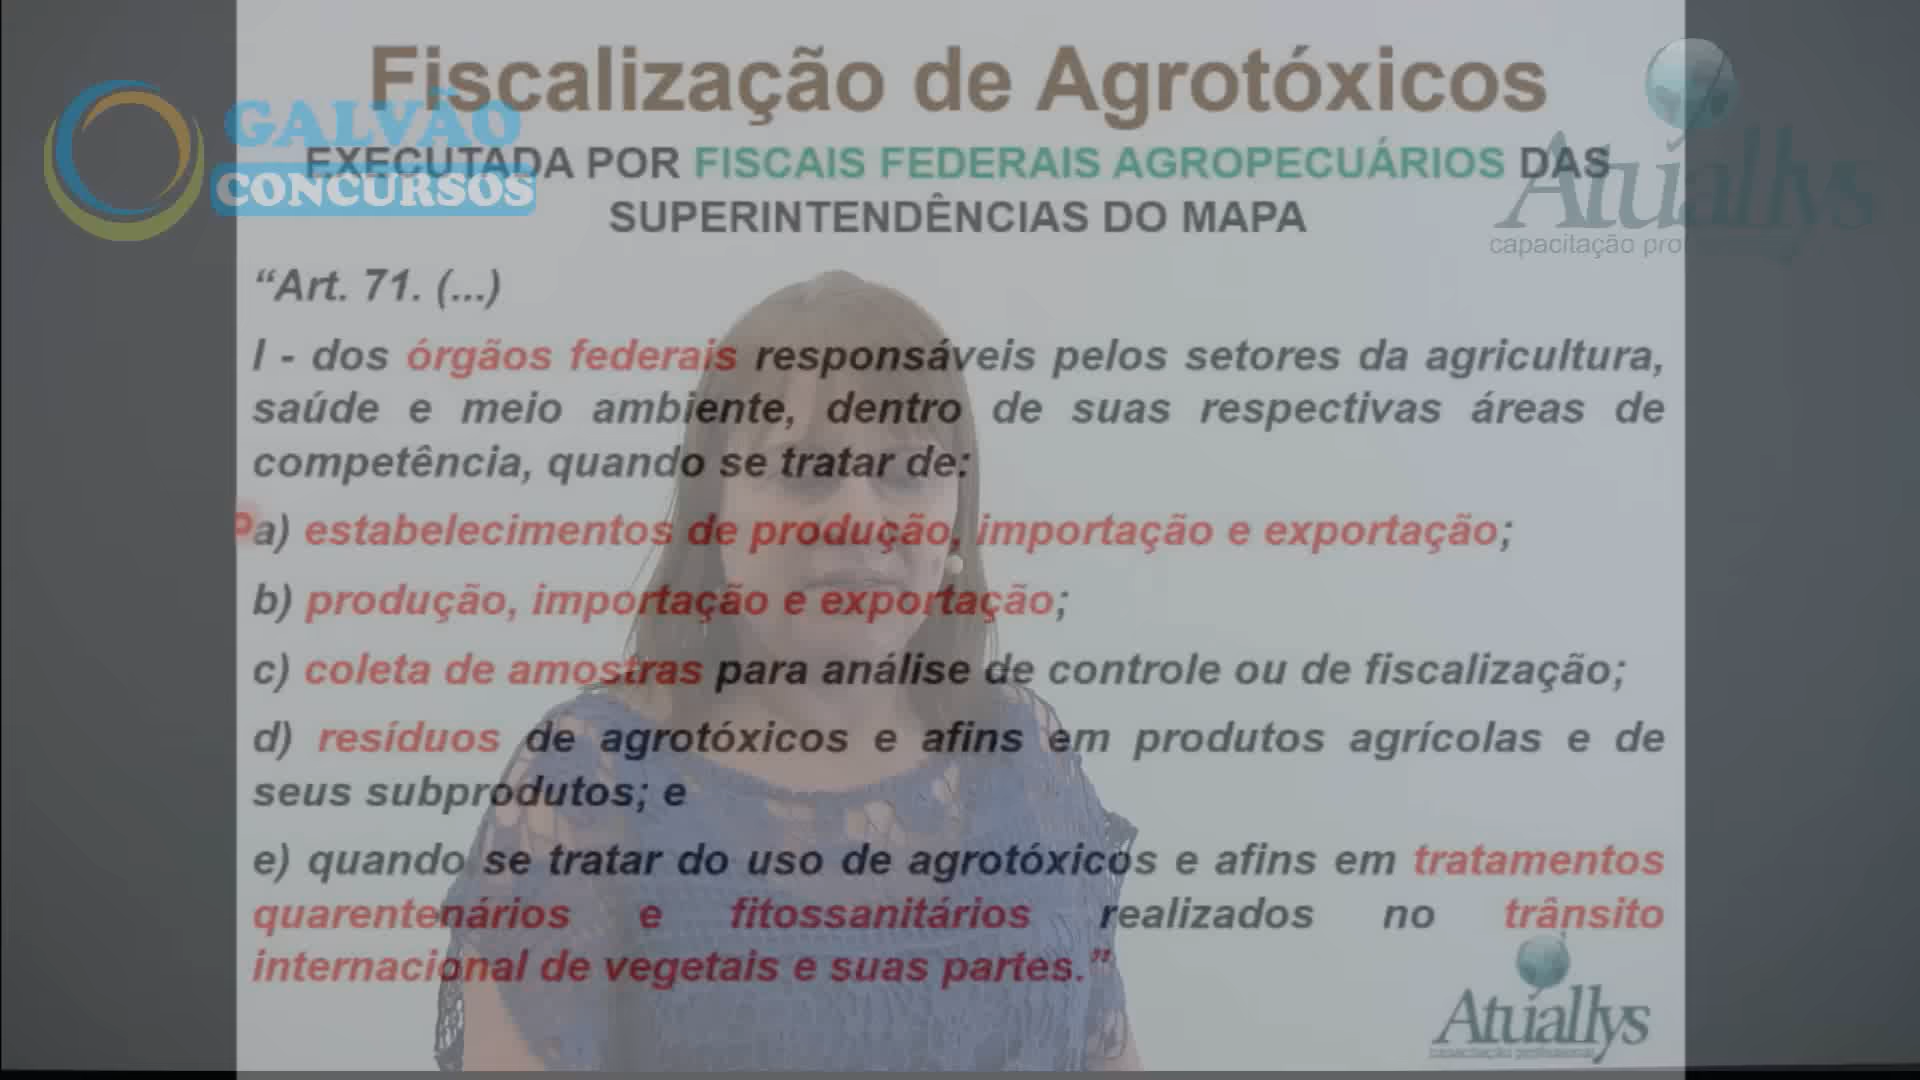 Fiscalização de Agrotóxicos
GALVÃO
CONCURSOS
EXECUTADA POR FISCAIS FEDERAIS AGROPECUÁRIOS DAS
SUPERINTENDÊNCIAS DO MAPA
Atuallys
capacitação pro
“Art. 71. (...)
I - dos órgãos federais responsáveis pelos setores da agricultura,
saúde e meio ambiente, dentro de suas respectivas áreas de
competência, quando se tratar de:
a) estabelecimentos de produção, importação e exportação;
b) produção, importação e exportação;
c) coleta de amostras para análise de controle ou de fiscalização;
d) resíduos de agrotóxicos e afins em produtos agrícolas e de
seus subprodutos; e
e) quando se tratar do uso de agrotóxicos e afins em tratamentos
quarentenários e fitossanitários realizados no trânsito
internacional de vegetais e suas partes.”
Atuallys
capacitação profissional